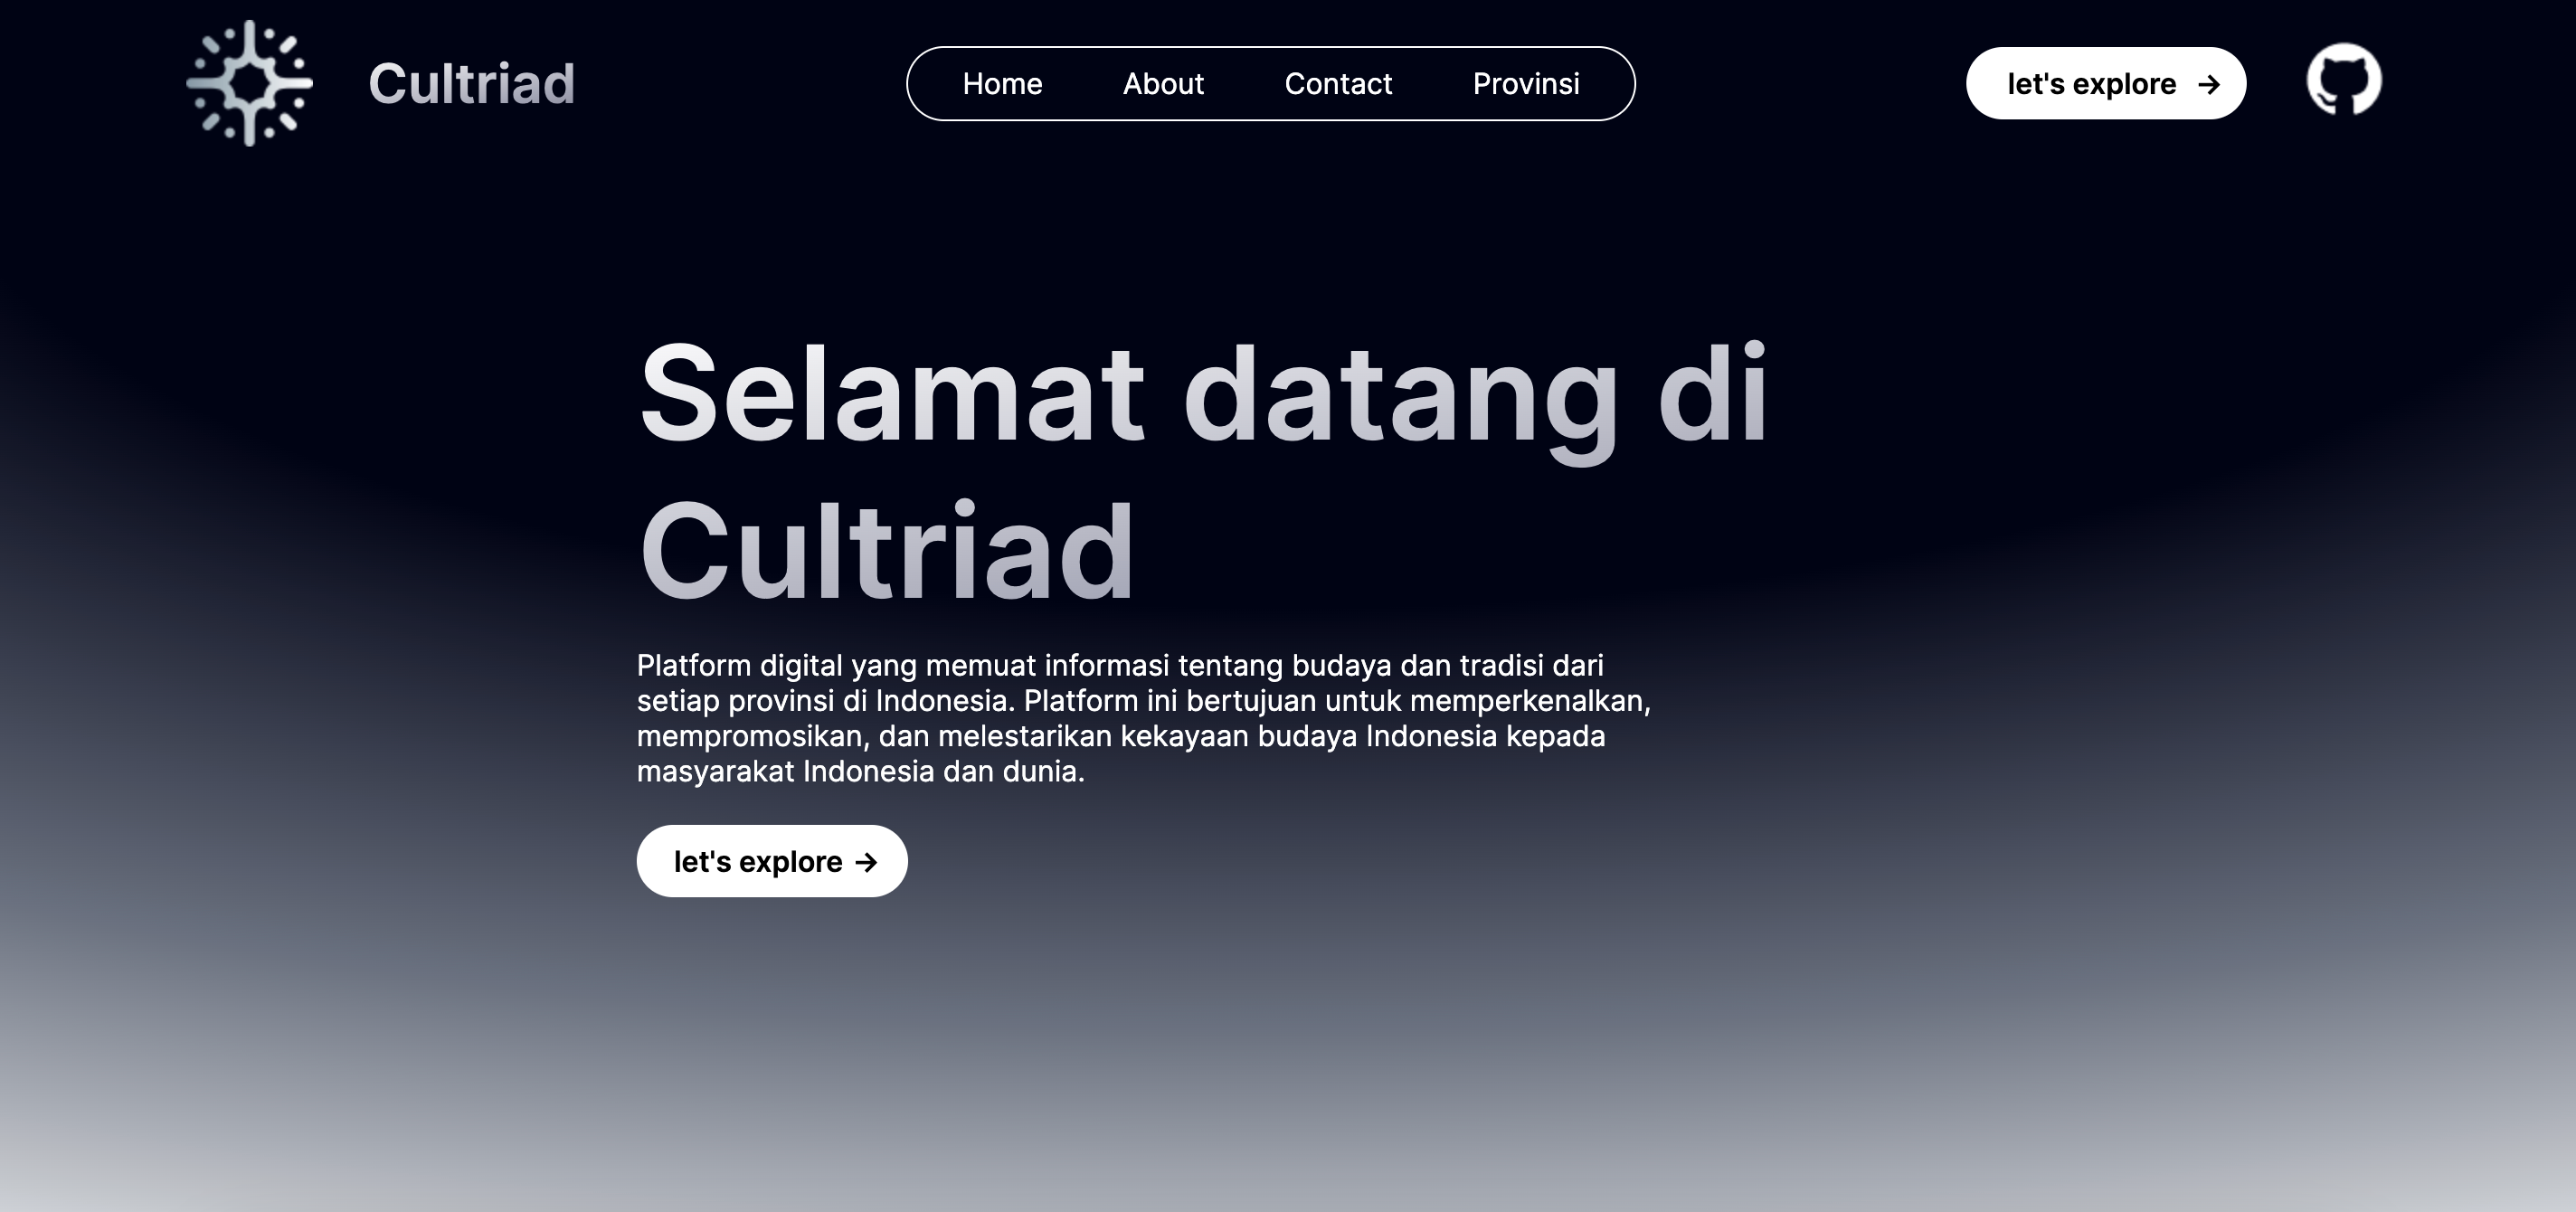 Cultriad
Home About Contact Provinsi
let's explore →
Selamat datang di
Cultriad
Platform digital yang memuat informasi tentang budaya dan tradisi dari
setiap provinsi di Indonesia. Platform ini bertujuan untuk memperkenalkan,
mempromosikan, dan melestarikan kekayaan budaya Indonesia kepada
masyarakat Indonesia dan dunia.
let's explore →